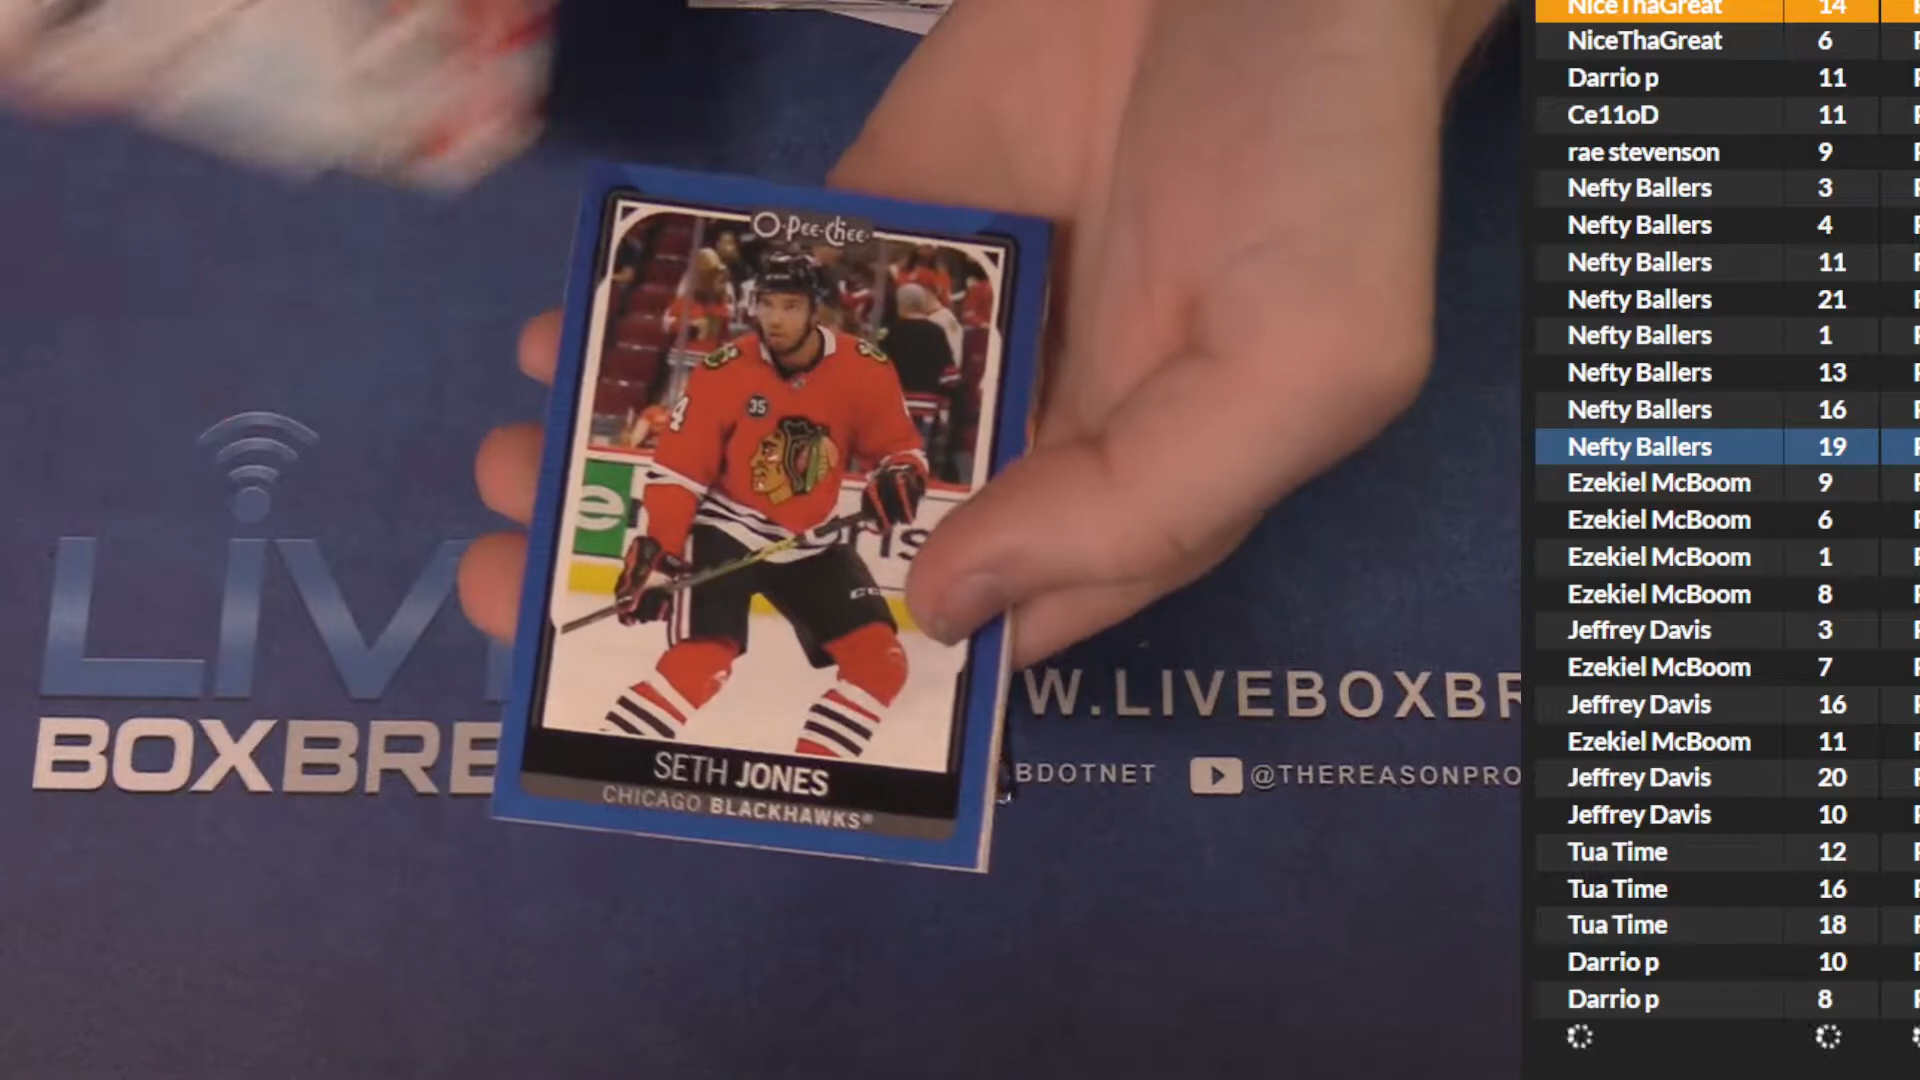 O-Pee-Chee
4
35
e
SETH JONES
CHICAGO BLACKHAWKS®
LIV
BOXBRE
W.LIVEBOXBR
BDOTNET
@THEREASONPRO
NiceThaGreat 14
NiceThaGreat 6
Darrio p 11
Ce11oD 11
rae stevenson 9
Nefty Ballers 3
Nefty Ballers 4
Nefty Ballers 11
Nefty Ballers 21
Nefty Ballers 1
Nefty Ballers 13
Nefty Ballers 16
Nefty Ballers 19
Ezekiel McBoom 9
Ezekiel McBoom 6
Ezekiel McBoom 1
Ezekiel McBoom 8
Jeffrey Davis 3
Ezekiel McBoom 7
Jeffrey Davis 16
Ezekiel McBoom 11
Jeffrey Davis 20
Jeffrey Davis 10
Tua Time 12
Tua Time 16
Tua Time 18
Darrio p 10
Darrio p 8